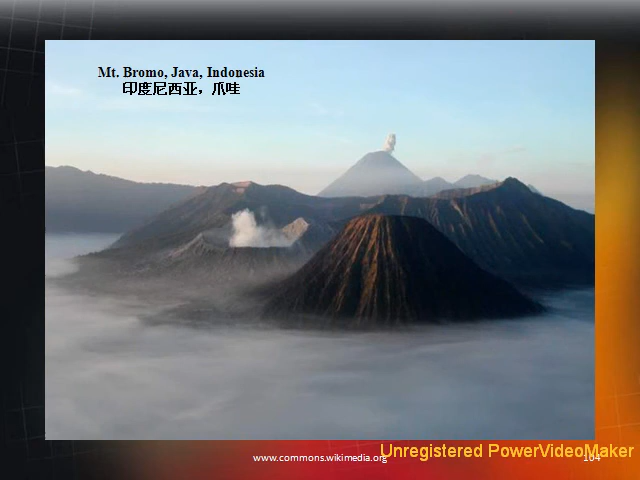 Mt. Bromo, Java, Indonesia
印度尼西亚，爪哇
www.commons.wikimedia.org
Unregistered PowerVideoMaker
104